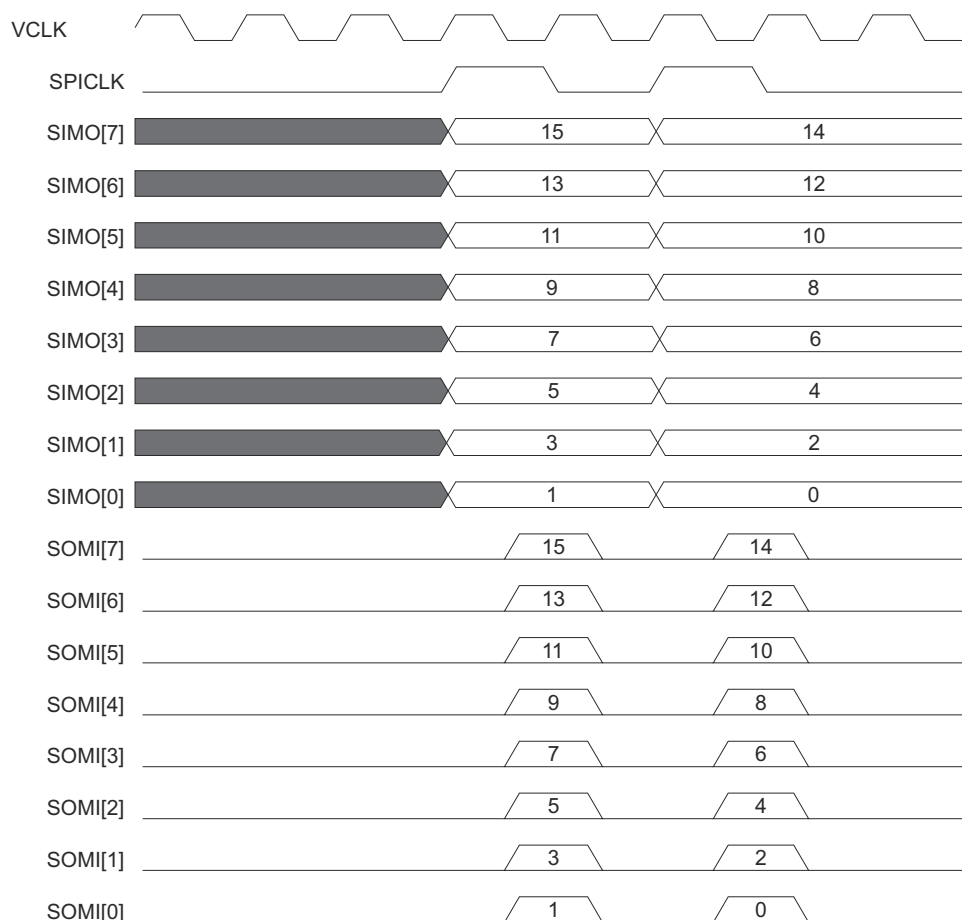 VCLK
SPICLK
SIMO[7] 15 14
SIMO[6] 13 12
SIMO[5] 11 10
SIMO[4] 9 8
SIMO[3] 7 6
SIMO[2] 5 4
SIMO[1] 3 2
SIMO[0] 1 0
SOMI[7] 15 14
SOMI[6] 13 12
SOMI[5] 11 10
SOMI[4] 9 8
SOMI[3] 7 6
SOMI[2] 5 4
SOMI[1] 3 2
SOMI[0] 1 0